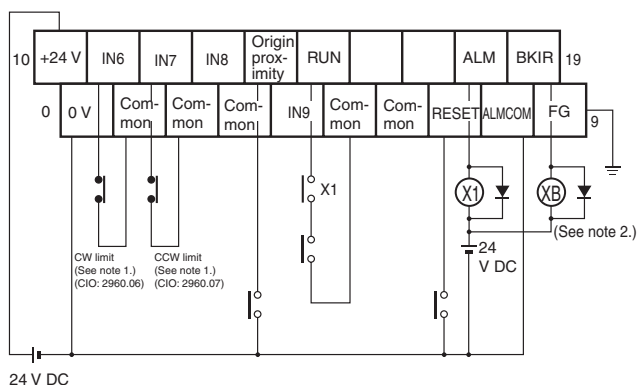 10 +24 V IN6 IN7 IN8 Origin prox- imity RUN ALM BKIR 19
0 0 V Com- mon Com- mon Com- mon IN9 Com- mon Com- mon RESET ALMCOM FG 9
X1
X1 XB
(See note 2.)
24
V DC
CW limit
(See note 1.)
(CIO: 2960.06)
CCW limit
(See note 1.)
(CIO: 2960.07)
24 V DC